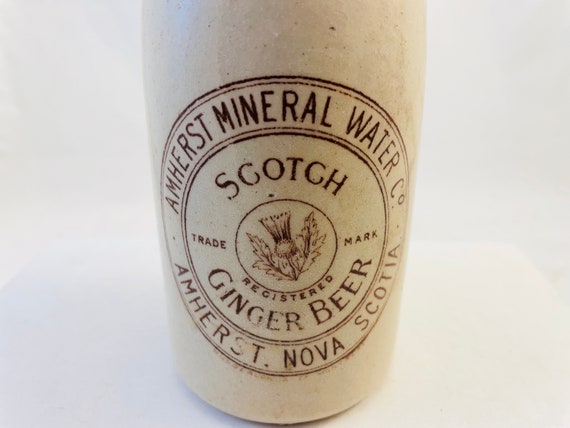 AMHERST MINERAL WATER Co.
SCOTCH
TRADE MARK
REGISTERED
GINGER BEER
AMHERST. NOVA SCOTIA